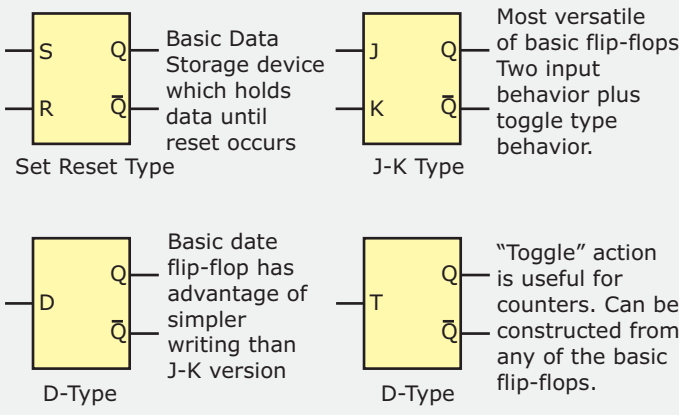 S Q
R Q̅
Basic Data
Storage device
which holds
data until
reset occurs
Set Reset Type
J Q
K Q̅
Most versatile
of basic flip-flops
Two input
behavior plus
toggle type
behavior.
J-K Type
Q
D
Q̅
Basic date
flip-flop has
advantage of
simpler
writing than
J-K version
D-Type
Q
T
Q̅
“Toggle” action
is useful for
counters. Can be
constructed from
any of the basic
flip-flops.
D-Type